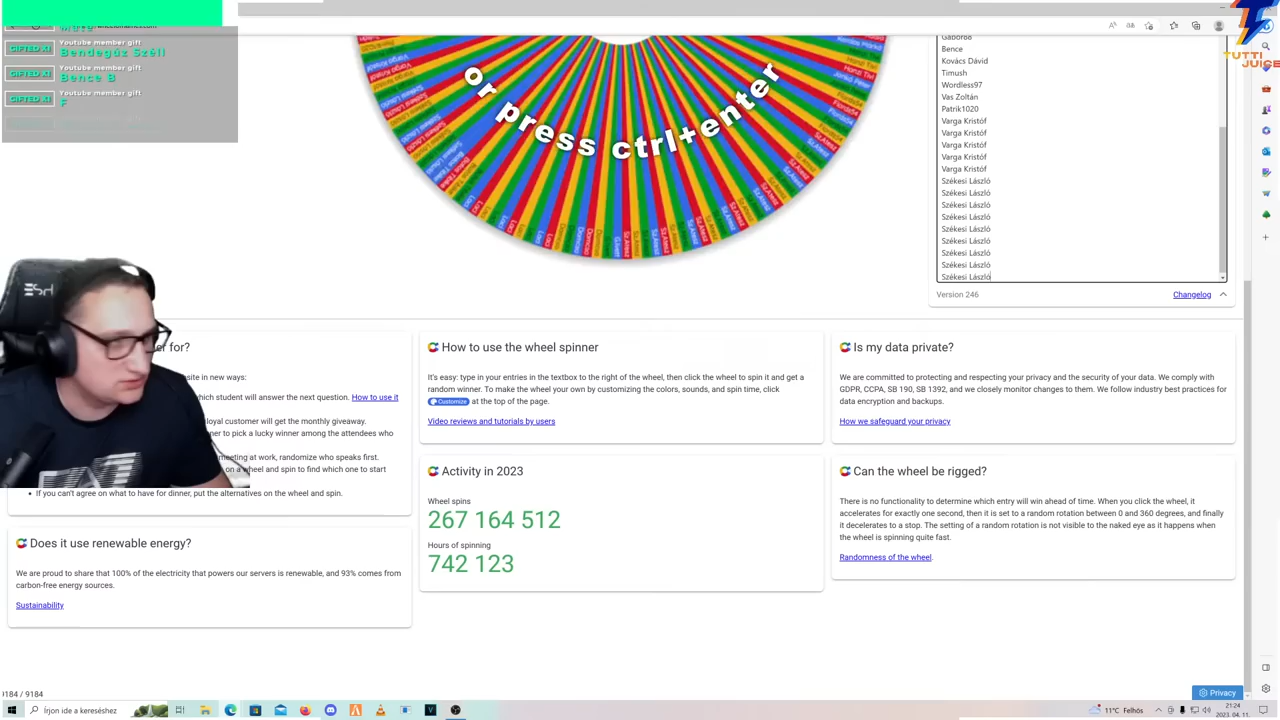 Youtube member gift
GIFTED X1
Bendegúz Széll
Youtube member gift
GIFTED X1
Bence B
Youtube member gift
GIFTED X1
F
or press ctrl+enter
TUTTI
JUICE
Gabor88
Bence
Kovács Dávid
Timush
Wordless97
Vas Zoltán
Patrik1020
Varga Kristóf
Varga Kristóf
Varga Kristóf
Varga Kristóf
Varga Kristóf
Székesi László
Székesi László
Székesi László
Székesi László
Székesi László
Székesi László
Székesi László
Székesi László
Székesi László
Version 246
Changelog
er for?
site in new ways:
hich student will answer the next question. How to use it
loyal customer will get the monthly giveaway.
ner to pick a lucky winner among the attendees who
meeting at work, randomize who speaks first.
on a wheel and spin to find which one to start
If you can't agree on what to have for dinner, put the alternatives on the wheel and spin.
Does it use renewable energy?
We are proud to share that 100% of the electricity that powers our servers is renewable, and 93% comes from
carbon-free energy sources.
Sustainability
How to use the wheel spinner
It's easy: type in your entries in the textbox to the right of the wheel, then click the wheel to spin it and get a
random winner. To make the wheel your own by customizing the colors, sounds, and spin time, click
Customize at the top of the page.
Video reviews and tutorials by users
Activity in 2023
Wheel spins
267 164 512
Hours of spinning
742 123
Is my data private?
We are committed to protecting and respecting your privacy and the security of your data. We comply with
GDPR, CCPA, SB 190, SB 1392, and we closely monitor changes to them. We follow industry best practices for
data encryption and backups.
How we safeguard your privacy
Can the wheel be rigged?
There is no functionality to determine which entry will win ahead of time. When you click the wheel, it
accelerates for exactly one second, then it is set to a random rotation between 0 and 360 degrees, and finally
it decelerates to a stop. The setting of a random rotation is not visible to the naked eye as it happens when
the wheel is spinning quite fast.
Randomness of the wheel.
9184 / 9184
Privacy
Írjon ide a kereséshez
11°C Felhős
21:24
2023. 04. 11.